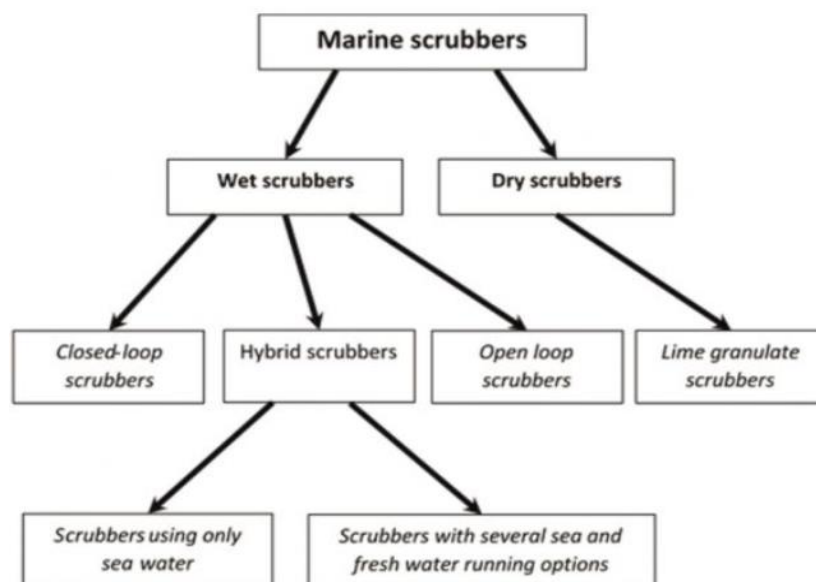 Marine scrubbers
Wet scrubbers
Dry scrubbers
Closed-loop
scrubbers
Hybrid scrubbers
Open loop
scrubbers
Lime granulate
scrubbers
Scrubbers using only
sea water
Scrubbers with several sea and
fresh water running options